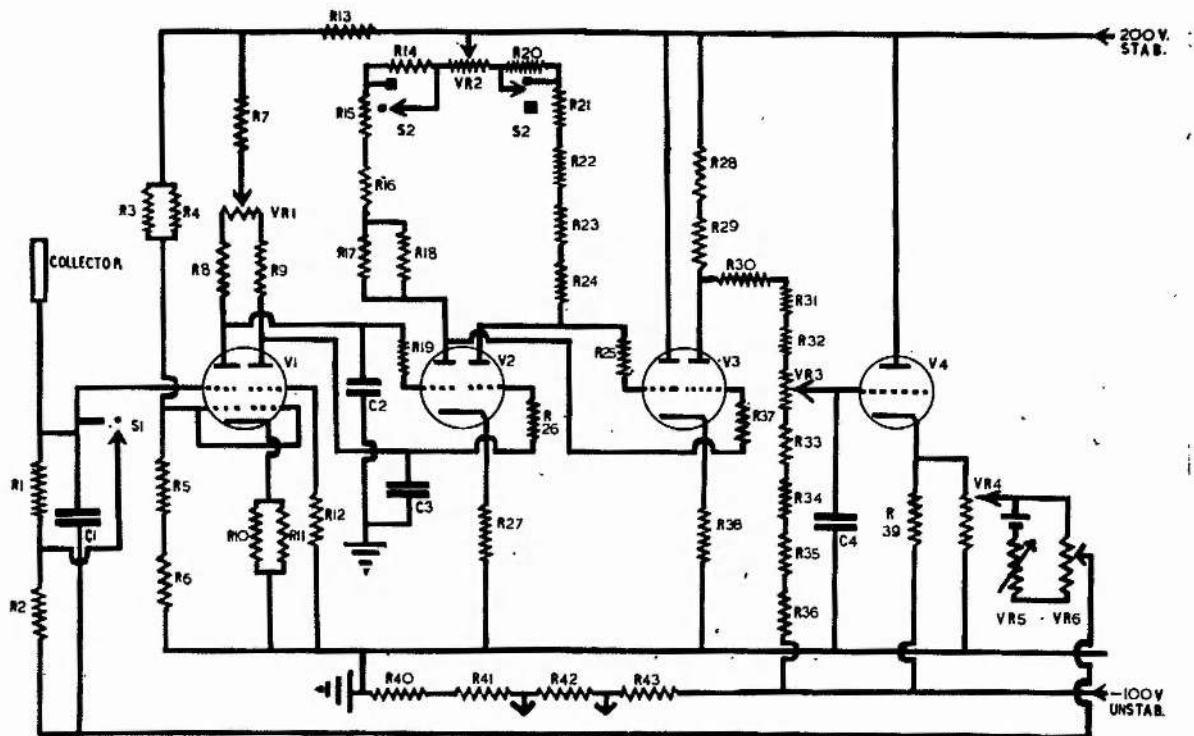 R13
200V.
STAB.
R14
VR2
R20
R15
S2
S2
R21
R7
R22
R16
R28
R3
R4
VR1
R23
R29
R17
R18
R30
COLLECTOR
R8
R9
R24
R31
R32
R19
R25
V1
V2
V3
V4
VR3
C2
R37
S1
R
26
R33
R1
R5
VR4
C3
R34
R12
R
39
C1
R10
R11
R27
R38
C4
R35
R6
R2
R36
VR5
VR6
R40
R41
R42
R43
-100V
UNSTAB.